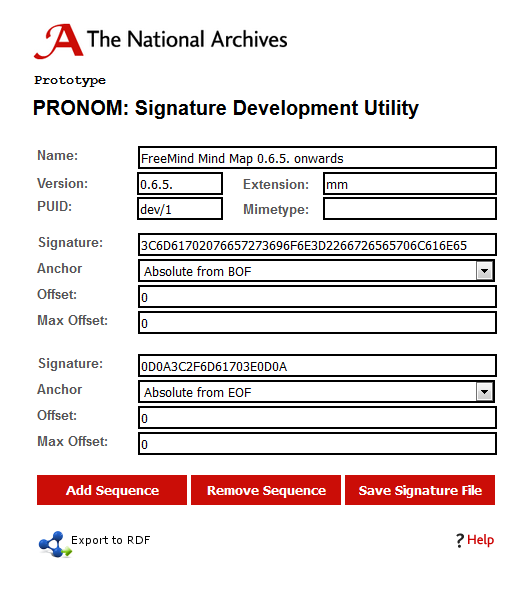 The National Archives
Prototype
PRONOM: Signature Development Utility
Name: FreeMind Mind Map 0.6.5. onwards
Version: 0.6.5. Extension: mm
PUID: dev/1 Mimetype:
Signature: 3C6D61702076657273696F6E3D2266726565706C616E65
Anchor Absolute from BOF
Offset: 0
Max Offset: 0
Signature: 0D0A3C2F6D61703E0D0A
Anchor Absolute from EOF
Offset: 0
Max Offset: 0
Add Sequence Remove Sequence Save Signature File
Export to RDF ? Help